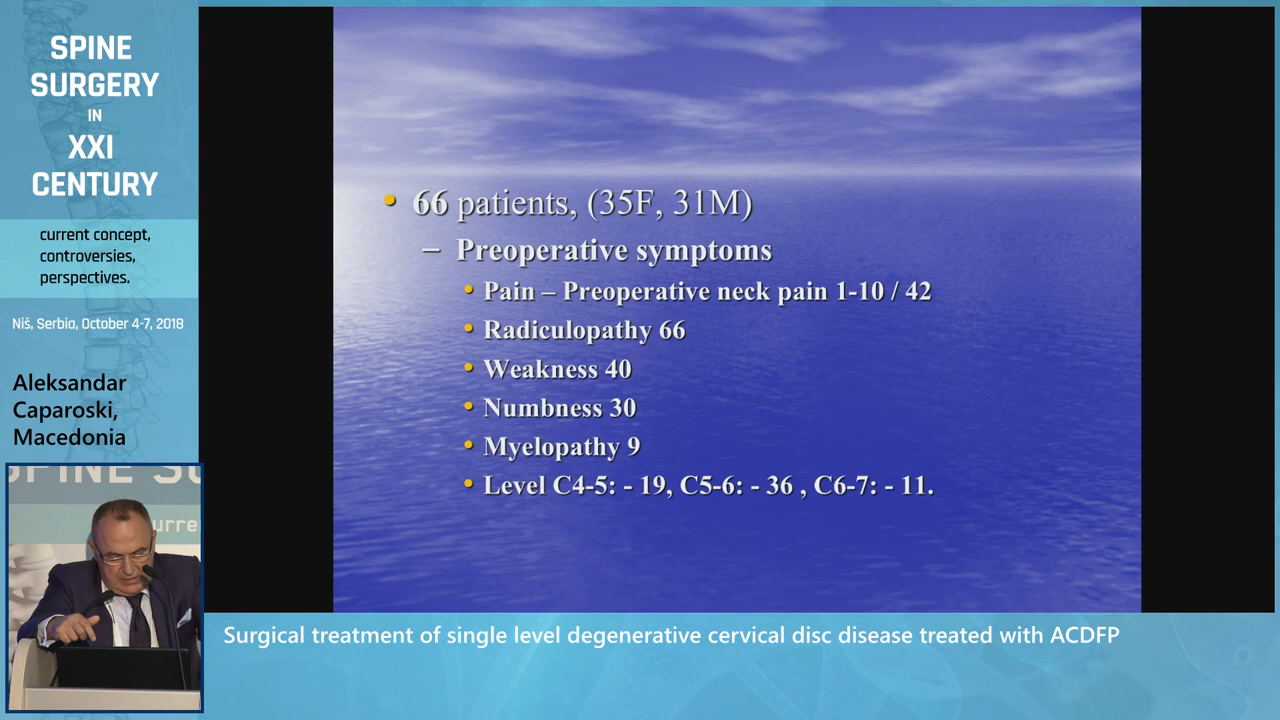 SPINE
SURGERY
IN
XXI
CENTURY
current concept,
controversies,
perspectives.
Niš, Serbia, October 4-7, 2018
Aleksandar
Caparoski,
Macedonia
SPINE SU
urre
• 66 patients, (35F, 31M)
– Preoperative symptoms
• Pain – Preoperative neck pain 1-10 / 42
• Radiculopathy 66
• Weakness 40
• Numbness 30
• Myelopathy 9
• Level C4-5: - 19, C5-6: - 36 , C6-7: - 11.
Surgical treatment of single level degenerative cervical disc disease treated with ACDFP